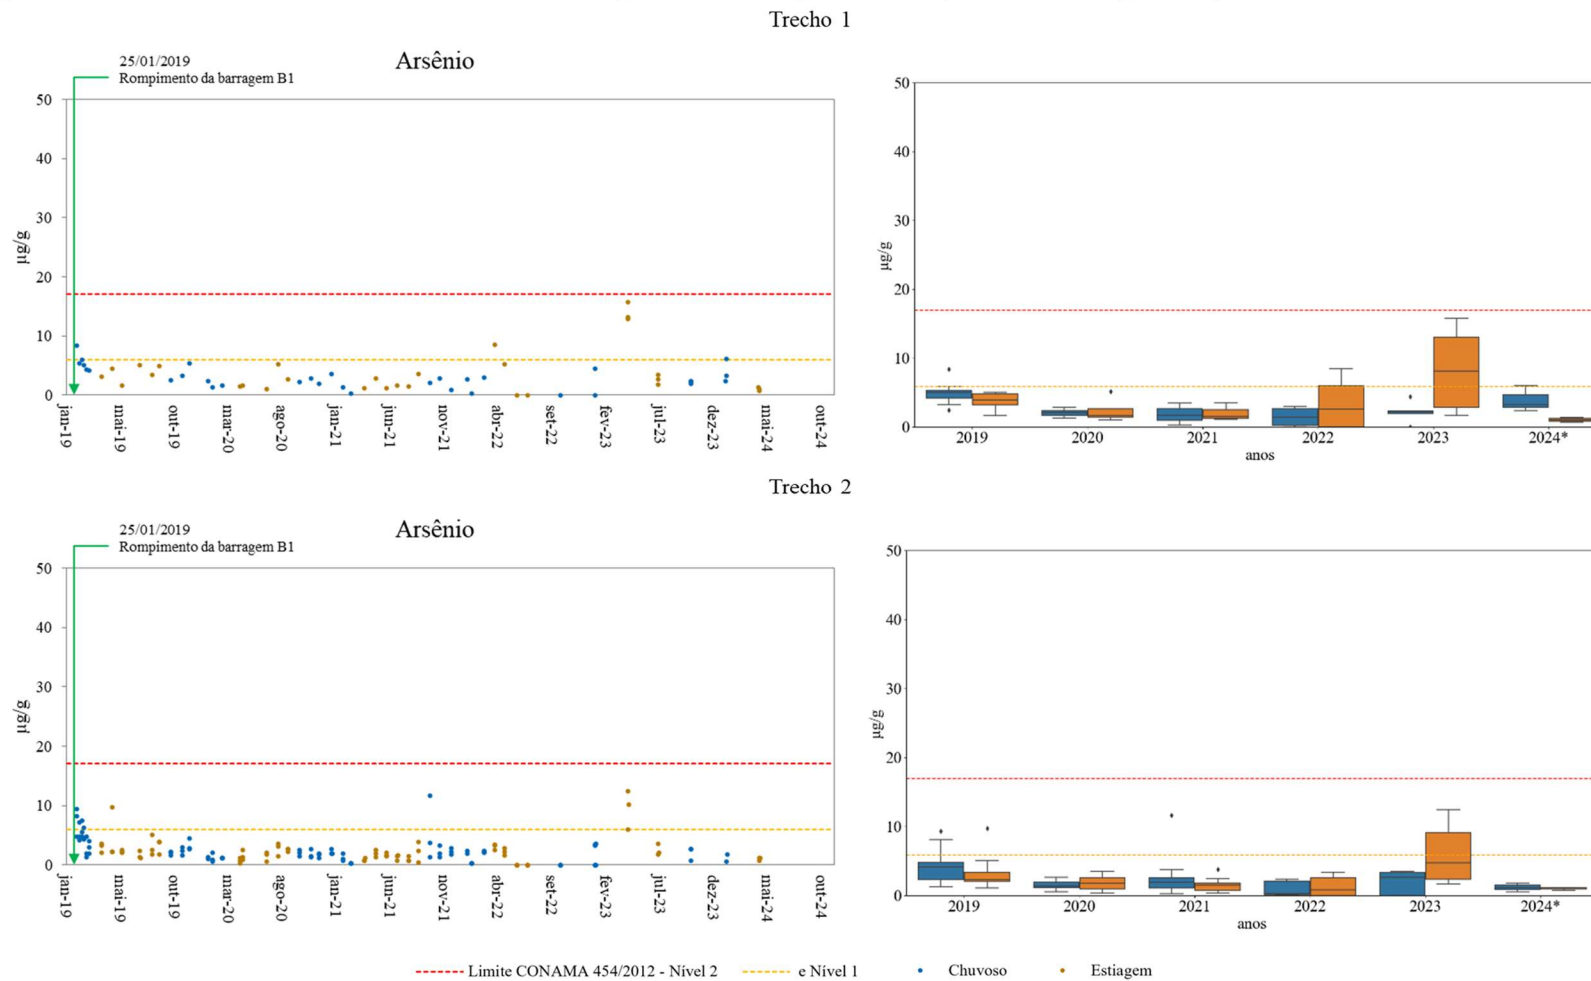 Trecho 1
25/01/2019
Rompimento da barragem B1
Arsênio
50
40
30
20
10
0
µg/g
jan-19
mai-19
out-19
mar-20
ago-20
jan-21
jun-21
nov-21
abr-22
set-22
fev-23
jul-23
dez-23
mai-24
out-24
50
40
30
20
10
0
µg/g
2019
2020
2021
2022
2023
2024*
anos
Trecho 2
25/01/2019
Rompimento da barragem B1
Arsênio
50
40
30
20
10
0
µg/g
jan-19
mai-19
out-19
mar-20
ago-20
jan-21
jun-21
nov-21
abr-22
set-22
fev-23
jul-23
dez-23
mai-24
out-24
50
40
30
20
10
0
µg/g
2019
2020
2021
2022
2023
2024*
anos
Limite CONAMA 454/2012 - Nível 2
e Nível 1
Chuvoso
Estiagem